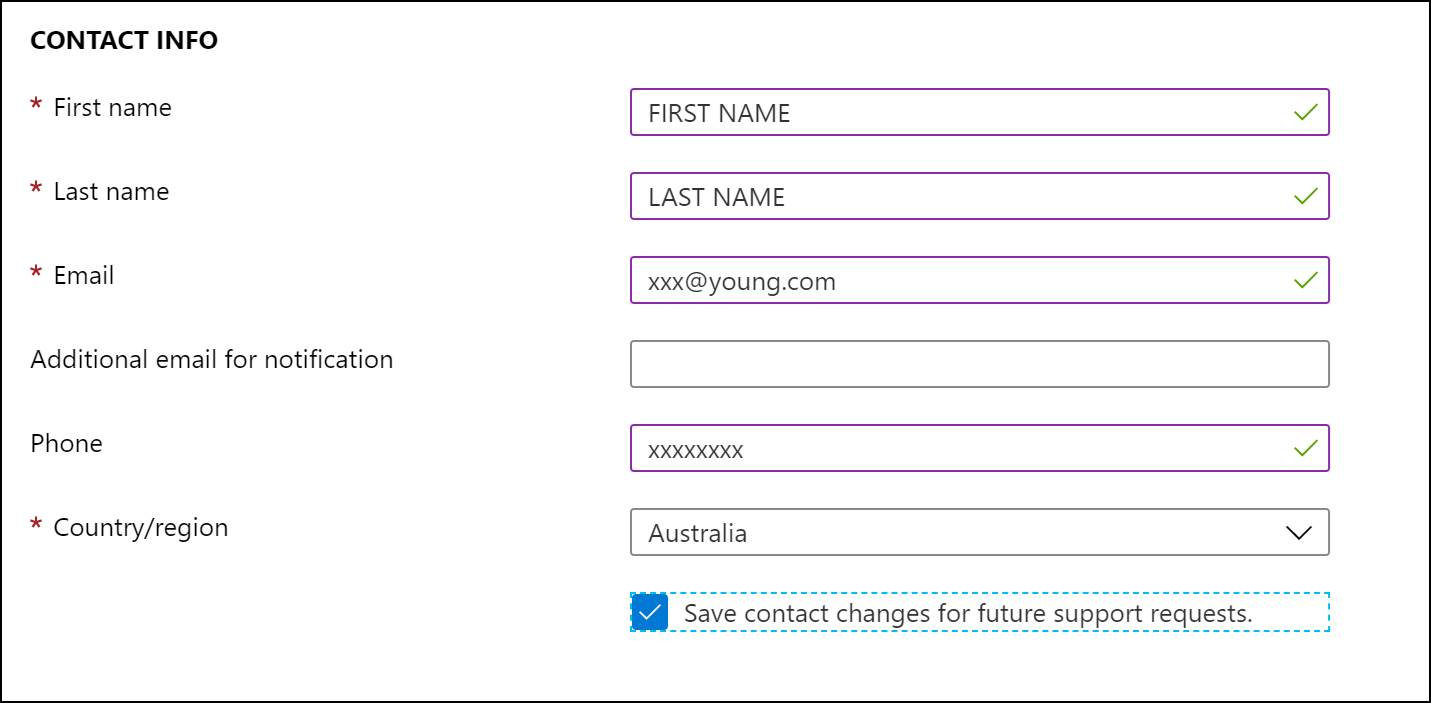 CONTACT INFO
* First name
FIRST NAME
* Last name
LAST NAME
* Email
xxx@young.com
Additional email for notification
Phone
xxxxxxxx
* Country/region
Australia
Save contact changes for future support requests.